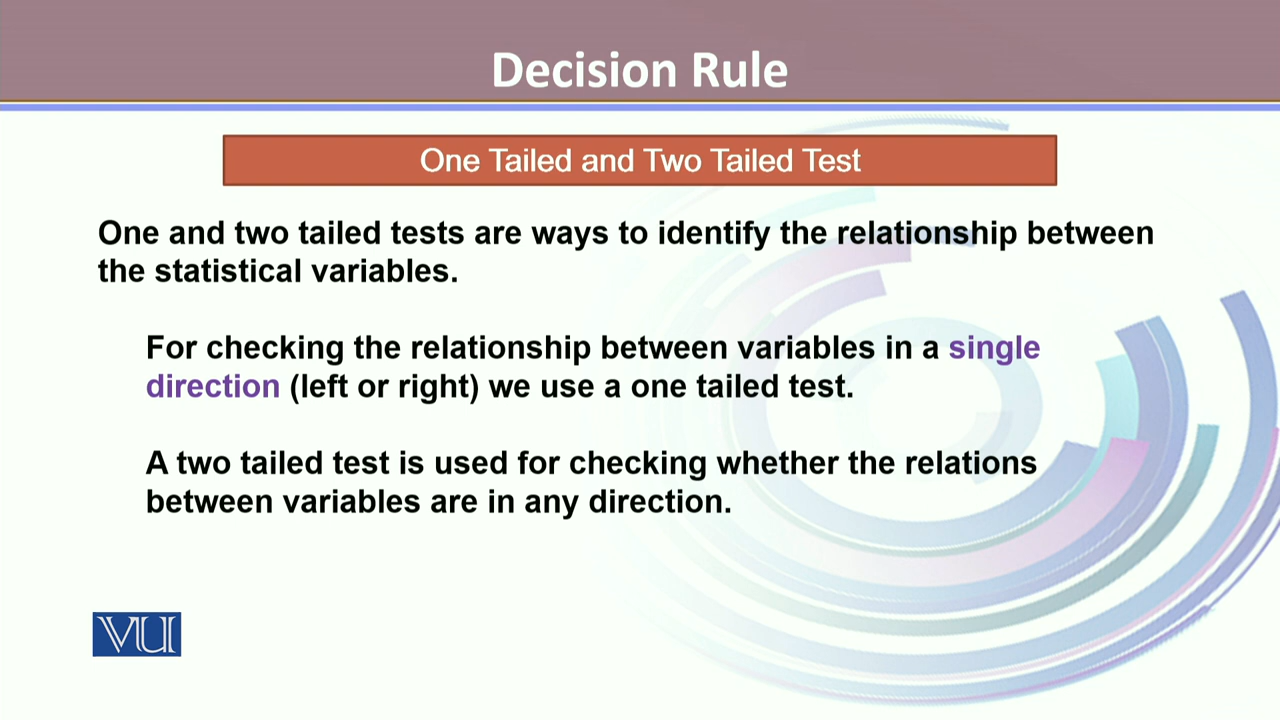 Decision Rule
One Tailed and Two Tailed Test
One and two tailed tests are ways to identify the relationship between
the statistical variables.
For checking the relationship between variables in a single
direction (left or right) we use a one tailed test.
A two tailed test is used for checking whether the relations
between variables are in any direction.
VU